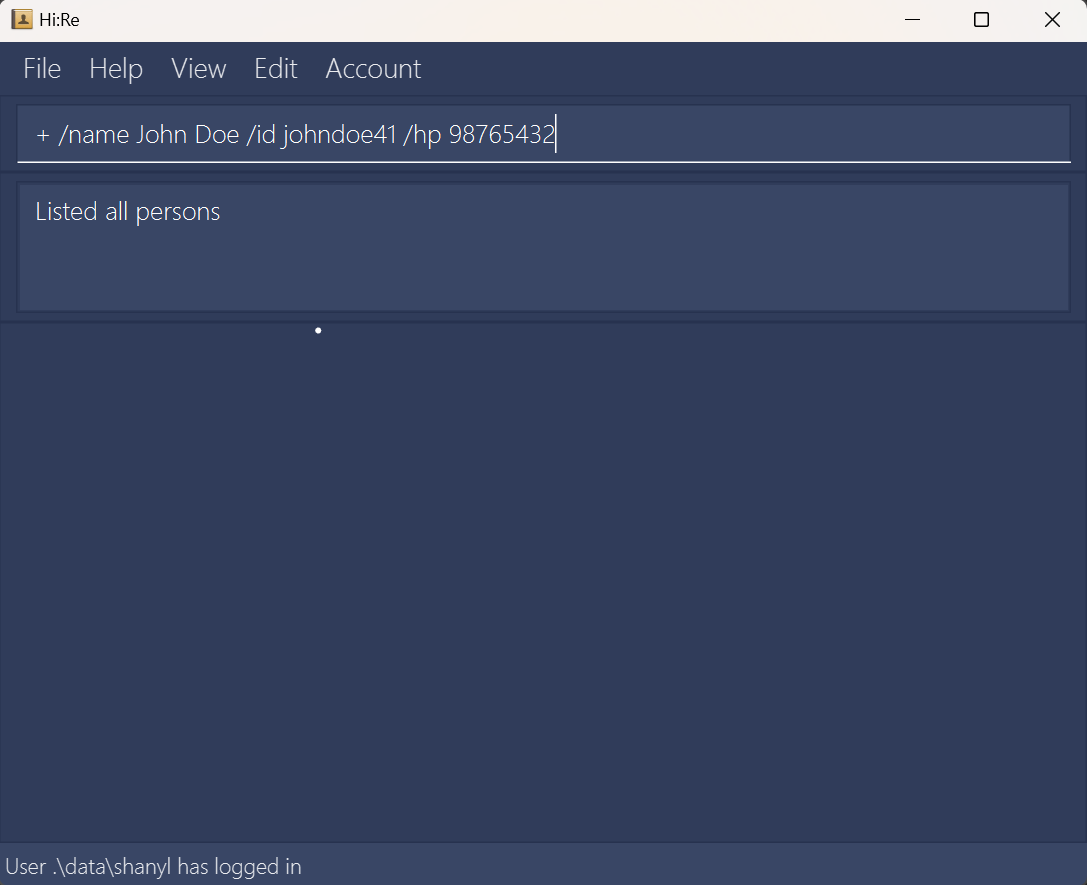 Hi:Re
File Help View Edit Account
+ /name John Doe /id johndoe41 /hp 98765432
Listed all persons
User .\data\shanyl has logged in